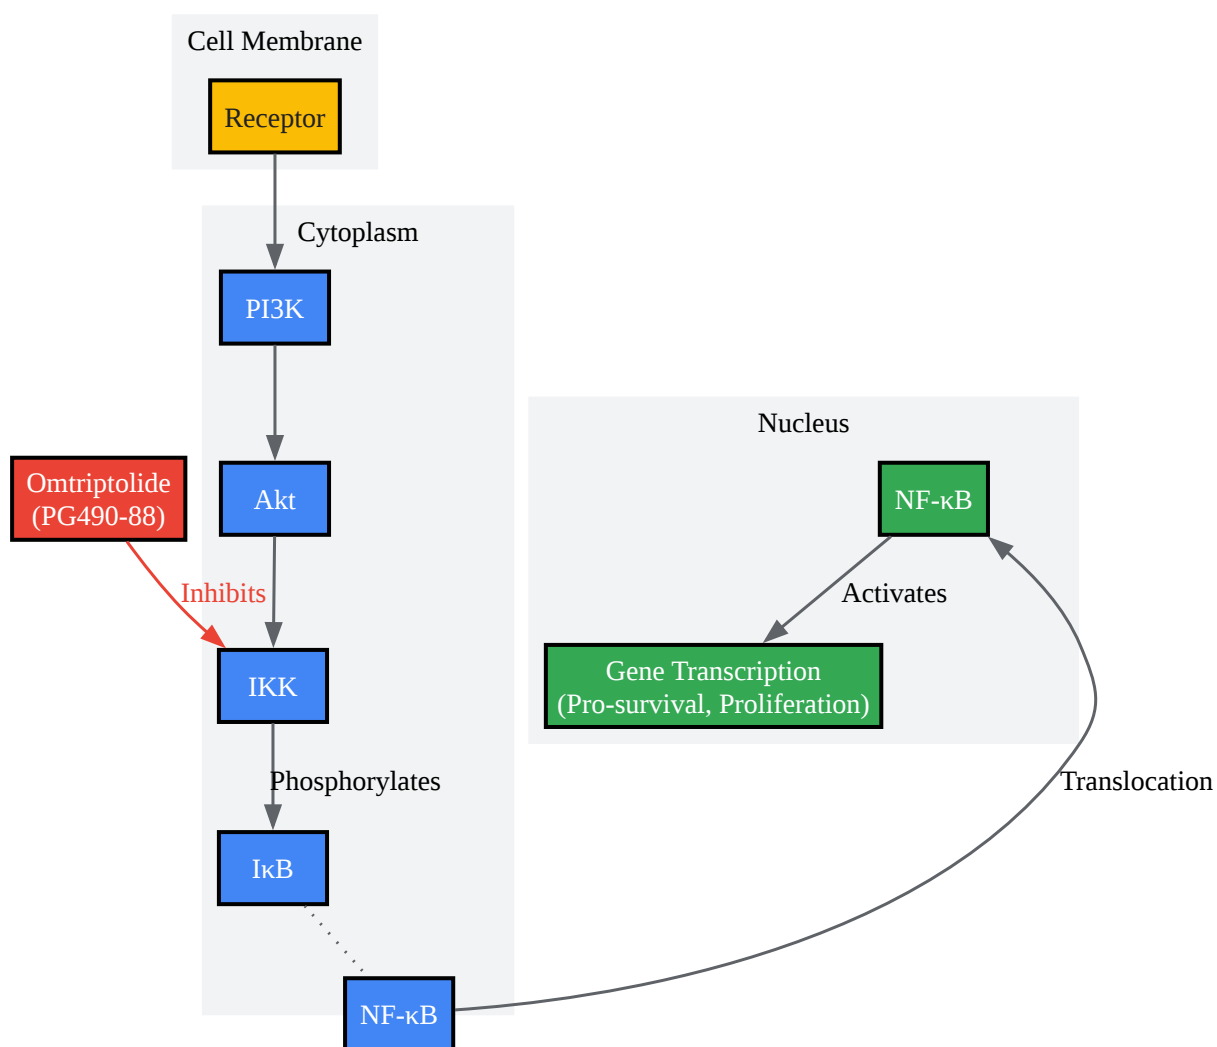 Cell Membrane
Receptor
Cytoplasm
PI3K
Nucleus
Omtriptolide
(PG490-88)
Akt
NF-κB
Inhibits
Activates
IKK
Gene Transcription
(Pro-survival, Proliferation)
Phosphorylates
Translocation
IκB
NF-κB